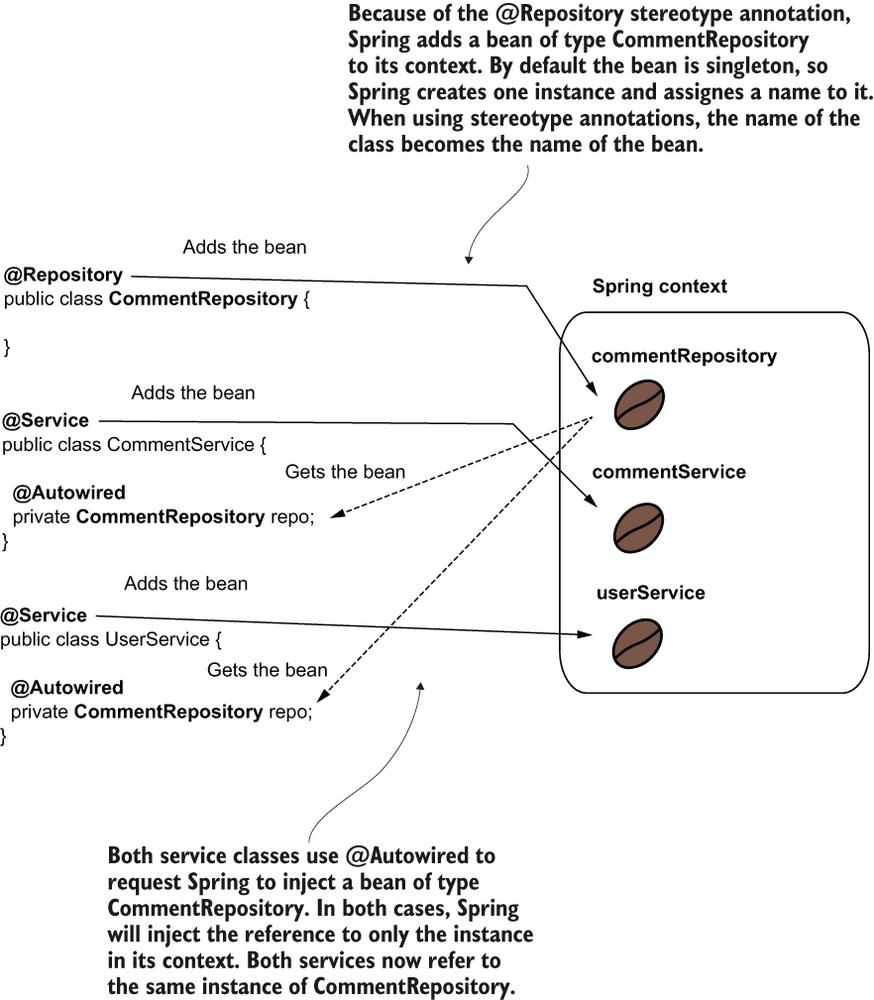 Because of the @Repository stereotype annotation,
Spring adds a bean of type CommentRepository
to its context. By default the bean is singleton, so
Spring creates one instance and assignes a name to it.
When using stereotype annotations, the name of the
class becomes the name of the bean.
Adds the bean
@Repository
public class CommentRepository {
}
Spring context
commentRepository
Adds the bean
@Service
public class CommentService {
Gets the bean
@Autowired
private CommentRepository repo;
}
commentService
Adds the bean
@Service
public class UserService {
Gets the bean
@Autowired
private CommentRepository repo;
}
userService
Both service classes use @Autowired to
request Spring to inject a bean of type
CommentRepository. In both cases, Spring
will inject the reference to only the instance
in its context. Both services now refer to
the same instance of CommentRepository.